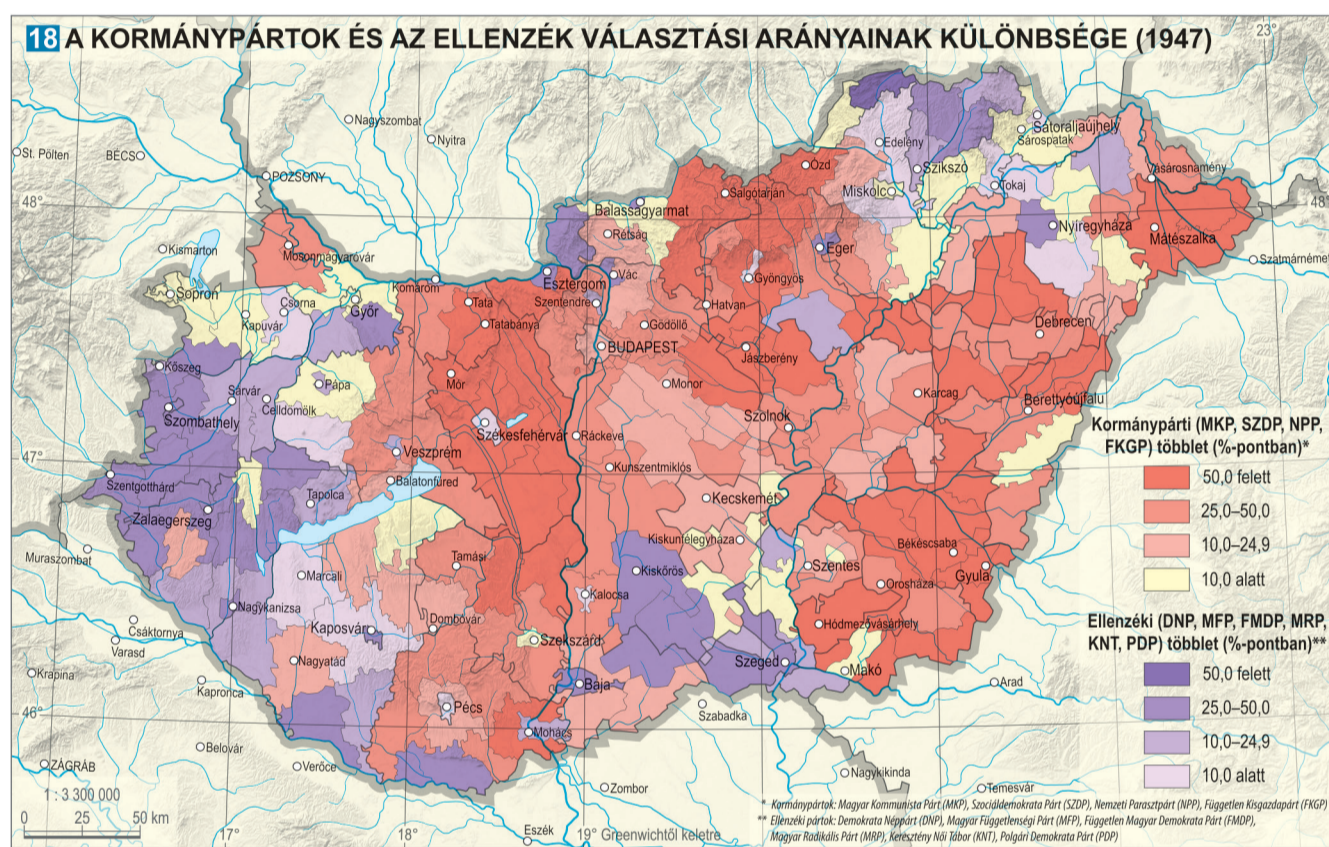 18 A KORMÁNYPÁRTOK ÉS AZ ELLENZÉK VÁLASZTÁSI ARÁNYAINAK KÜLÖNBSÉGE (1947)
23°
Nagyszombat
Nyitra
St. Pölten
BÉCS
POZSONY
48°
Kismarton
Mosonmagyaróvár
Sopron
Kapuvár
Csorna
Győr
Komárom
Tata
Tatabánya
Esztergom
Szentendre
Vác
Rétság
Balassagyarmat
Salgótarján
Ózd
Edelény
Miskolc
Szikszó
Sátoraljaújhely
Sárospatak
Tokaj
Vásárosnamény
48°
Nyíregyháza
Mátészalka
Szatmárnémeti
Eger
Gyöngyös
Hatvan
Gödöllő
BUDAPEST
Jászberény
Debrecen
Kőszeg
Sárvár
Celldömölk
Pápa
Mór
Szombathely
Székesfehérvár
Ráckeve
Monor
Szolnok
Karcag
Berettyóújfalu
47°
Szentgotthárd
Zalaegerszeg
Tapolca
Veszprém
Balatonfüred
Kunszentmiklós
Kecskemét
47°
Muraszombat
Marcali
Tamási
Kiskunfélegyháza
Kiskőrös
Kalocsa
Szentes
Békéscsaba
Gyula
Orosháza
Csáktornya
Varasd
Nagykanizsa
Kaposvár
Dombóvár
Szekszárd
Hódmezővásárhely
Makó
Szeged
Krapina
Kapronca
Nagyatád
Pécs
Baja
Mohács
Szabadka
Arad
46°
46°
Belovár
ZÁGRÁB
Verőce
Zombor
Nagykikinda
Temesvár
Eszék
1 : 3 300 000
0 25 50 km
17°
18°
19° Greenwichtől keletre
Kormánypárti (MKP, SZDP, NPP,
FKGP) többlet (%-pontban)*
50,0 felett
25,0–50,0
10,0–24,9
10,0 alatt
Ellenzéki (DNP, MFP, FMDP, MRP,
KNT, PDP) többlet (%-pontban)**
50,0 felett
25,0–50,0
10,0–24,9
10,0 alatt
* Kormánypártok: Magyar Kommunista Párt (MKP), Szociáldemokrata Párt (SZDP), Nemzeti Parasztpárt (NPP), Független Kisgazdapárt (FKGP)
** Ellenzéki pártok: Demokrata Néppárt (DNP), Magyar Függetlenségi Párt (MFP), Független Magyar Demokrata Párt (FMDP),
Magyar Radikális Párt (MRP), Keresztény Női Tábor (KNT), Polgári Demokrata Párt (PDP)